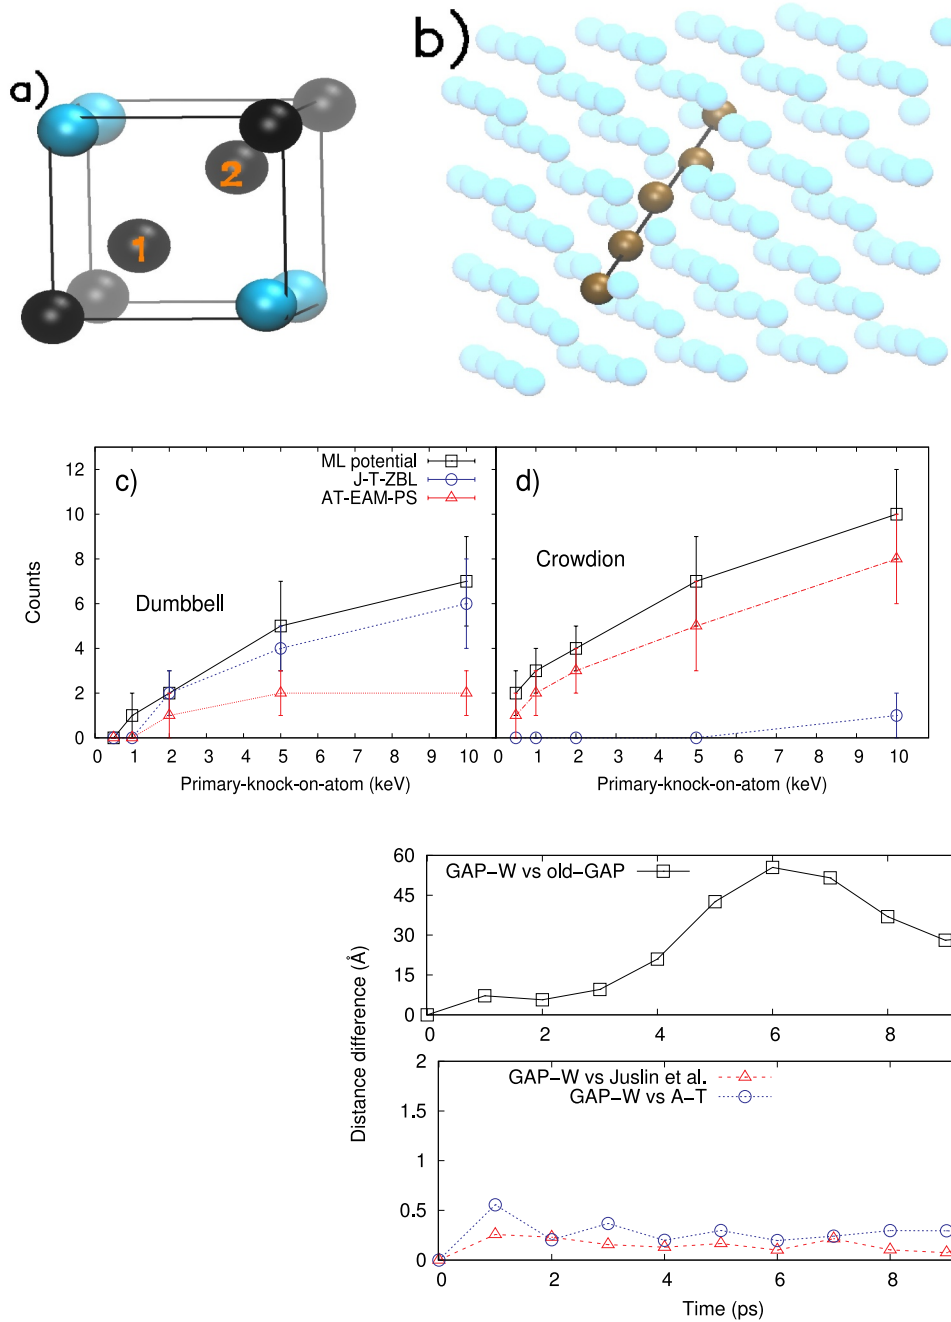 a)
b)
2
1
c)
ML potential
J-T-ZBL
AT-EAM-PS
d)
12
10
8
6
4
2
0
Counts
Dumbbell
Crowdion
0 1 2 3 4 5 6 7 8 9 10
0 1 2 3 4 5 6 7 8 9 10
Primary-knock-on-atom (keV)
Primary-knock-on-atom (keV)
GAP−W vs old−GAP
60
45
30
15
0
0 2 4 6 8
Distance difference (Å)
GAP−W vs Juslin et al.
GAP−W vs A−T
2
1.5
1
0.5
0
0 2 4 6 8
Time (ps)